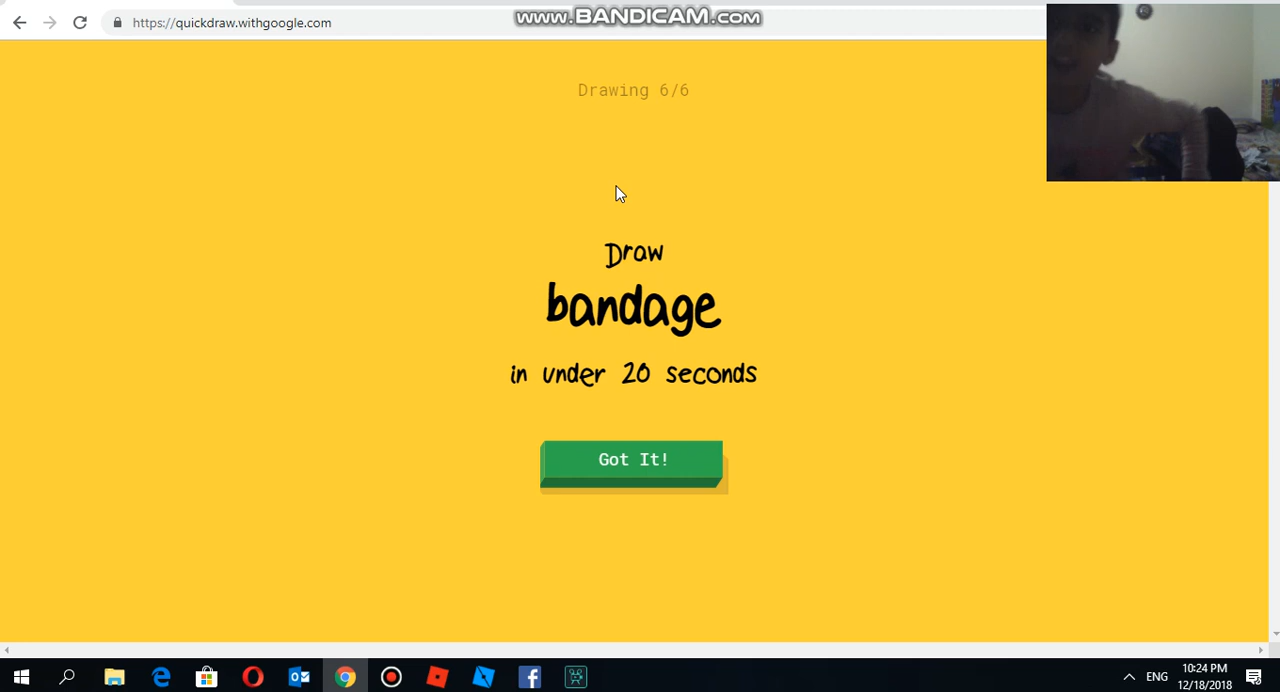 https://quickdraw.withgoogle.com
www.BANDICAM.com
Drawing 6/6
Draw
bandage
in under 20 seconds
Got It!
ENG
10:24 PM
12/18/2018